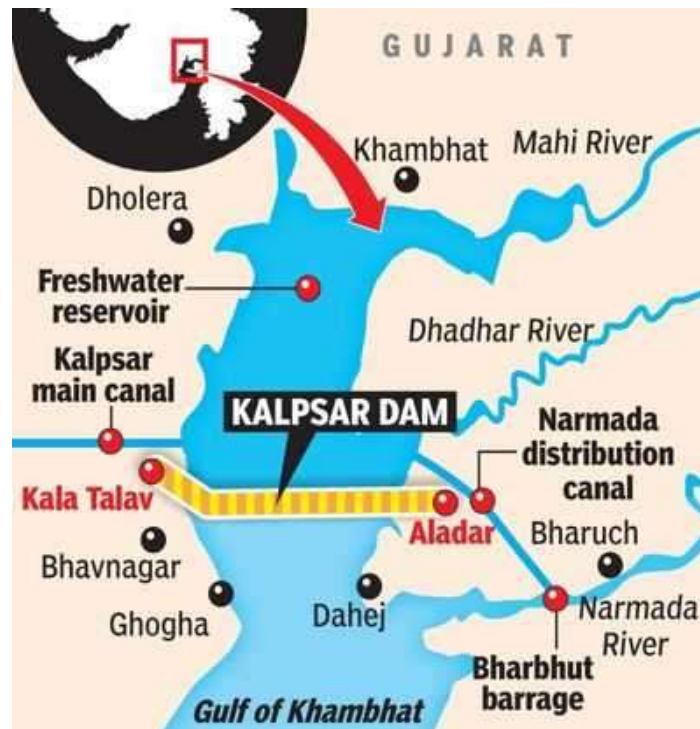 GUJARAT
Khambhat
Mahi River
Dholera
Freshwater
reservoir
Dhadhar River
Kalpsar
main canal
KALPSAR DAM
Narmada
distribution
canal
Kala Talav
Aladar
Bharuch
Bhavnagar
Ghogha
Dahej
Narmada
River
Bharbhut
barrage
Gulf of Khambhat